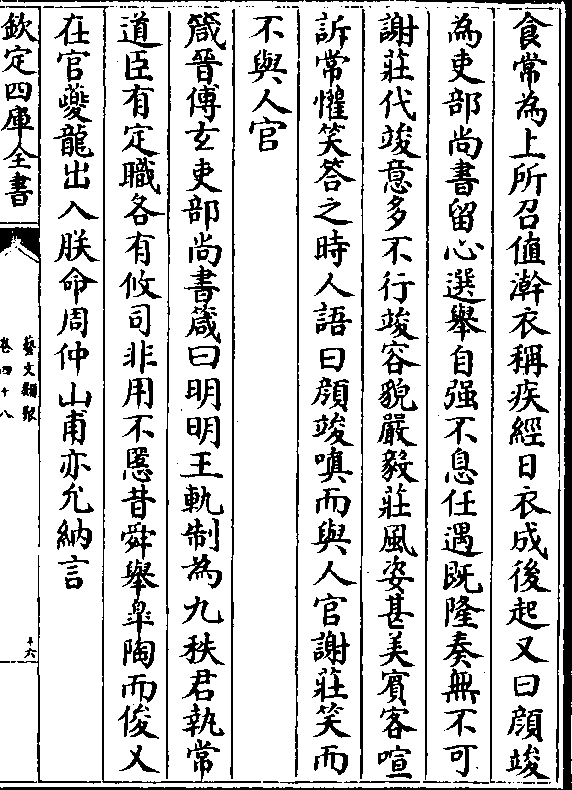 食常為上所召值澣衣稱疾經日衣成後起又曰顔竣
為吏部尚書留心選舉自强不息任遇既隆奏無不可
謝莊代竣意多不行竣容貌嚴毅莊風姿甚美賓客喧
訴常懽笑答之時人語曰顔竣嗔而與人官謝莊笑而
不與人官
箴晉傅玄吏部尚書箴曰明明王軌制為九秩君執常
道臣有定職各有攸司非用不慝昔舜舉皐陶而俊乂
在官夔龍出入朕命周仲山甫亦允納言
欽定四庫全書
藝文類聚
卷四十八
十六